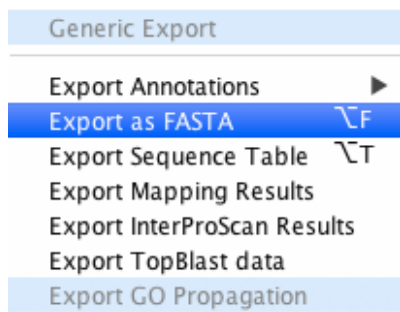 Generic Export
Export Annotations ▶
Export as FASTA ⌥F
Export Sequence Table ⌥T
Export Mapping Results
Export InterProScan Results
Export TopBlast data
Export GO Propagation